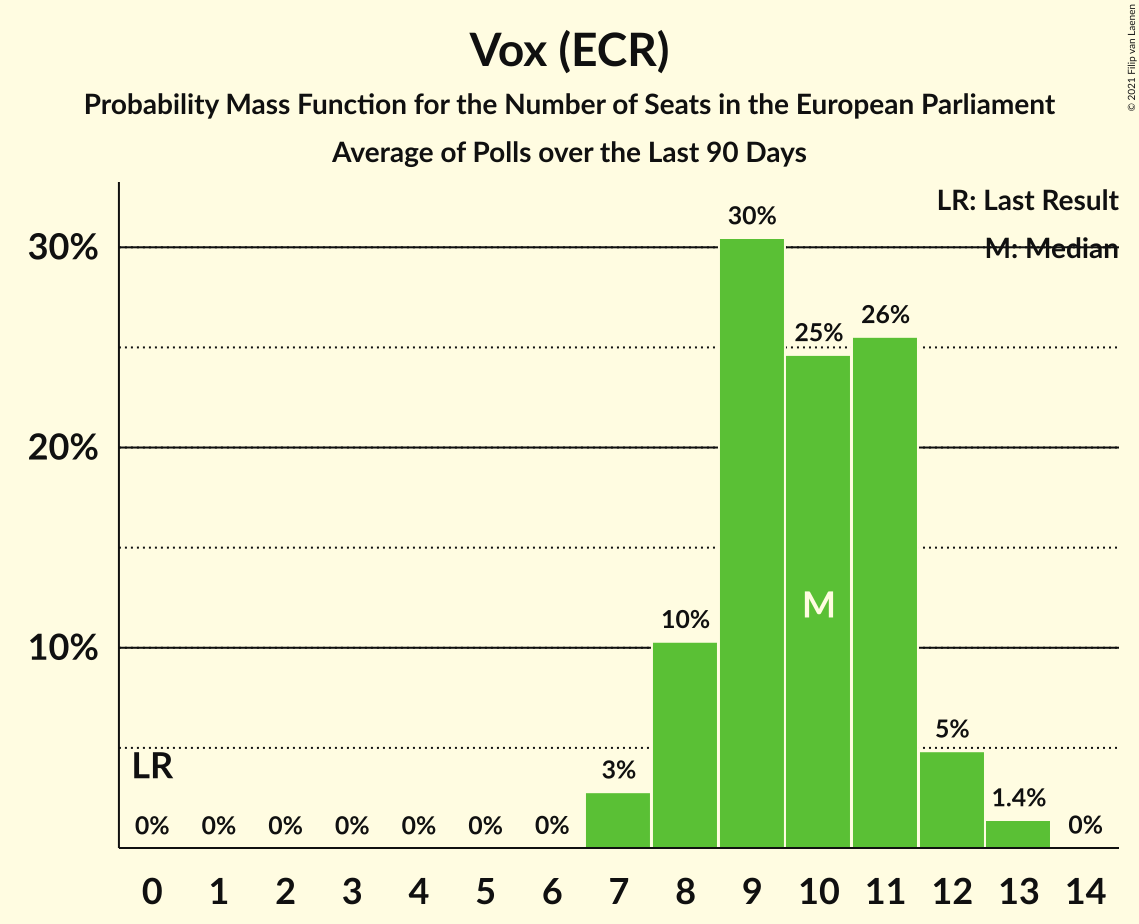 Vox (ECR)
Probability Mass Function for the Number of Seats in the European Parliament
Average of Polls over the Last 90 Days
© 2021 Filip van Laenen
LR: Last Result
M: Median
30%
20%
10%
LR
0% 0% 0% 0% 0% 0% 0% 3% 10% 30% 25% 26% 5% 1.4% 0%
M
0 1 2 3 4 5 6 7 8 9 10 11 12 13 14